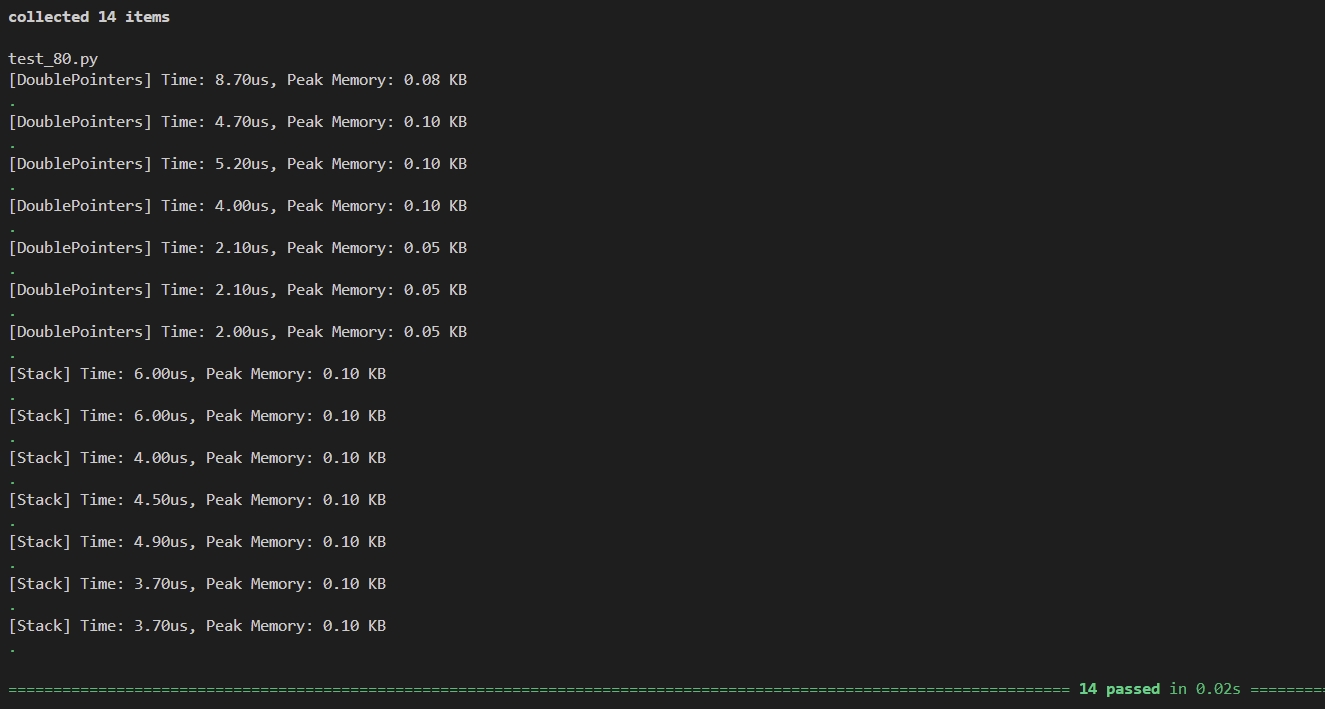 collected 14 items
test_80.py
[DoublePointers] Time: 8.70us, Peak Memory: 0.08 KB
.
[DoublePointers] Time: 4.70us, Peak Memory: 0.10 KB
.
[DoublePointers] Time: 5.20us, Peak Memory: 0.10 KB
.
[DoublePointers] Time: 4.00us, Peak Memory: 0.10 KB
.
[DoublePointers] Time: 2.10us, Peak Memory: 0.05 KB
.
[DoublePointers] Time: 2.10us, Peak Memory: 0.05 KB
.
[DoublePointers] Time: 2.00us, Peak Memory: 0.05 KB
.
[Stack] Time: 6.00us, Peak Memory: 0.10 KB
.
[Stack] Time: 6.00us, Peak Memory: 0.10 KB
.
[Stack] Time: 4.00us, Peak Memory: 0.10 KB
.
[Stack] Time: 4.50us, Peak Memory: 0.10 KB
.
[Stack] Time: 4.90us, Peak Memory: 0.10 KB
.
[Stack] Time: 3.70us, Peak Memory: 0.10 KB
.
[Stack] Time: 3.70us, Peak Memory: 0.10 KB
.
====================================================================================================================== 14 passed in 0.02s =========